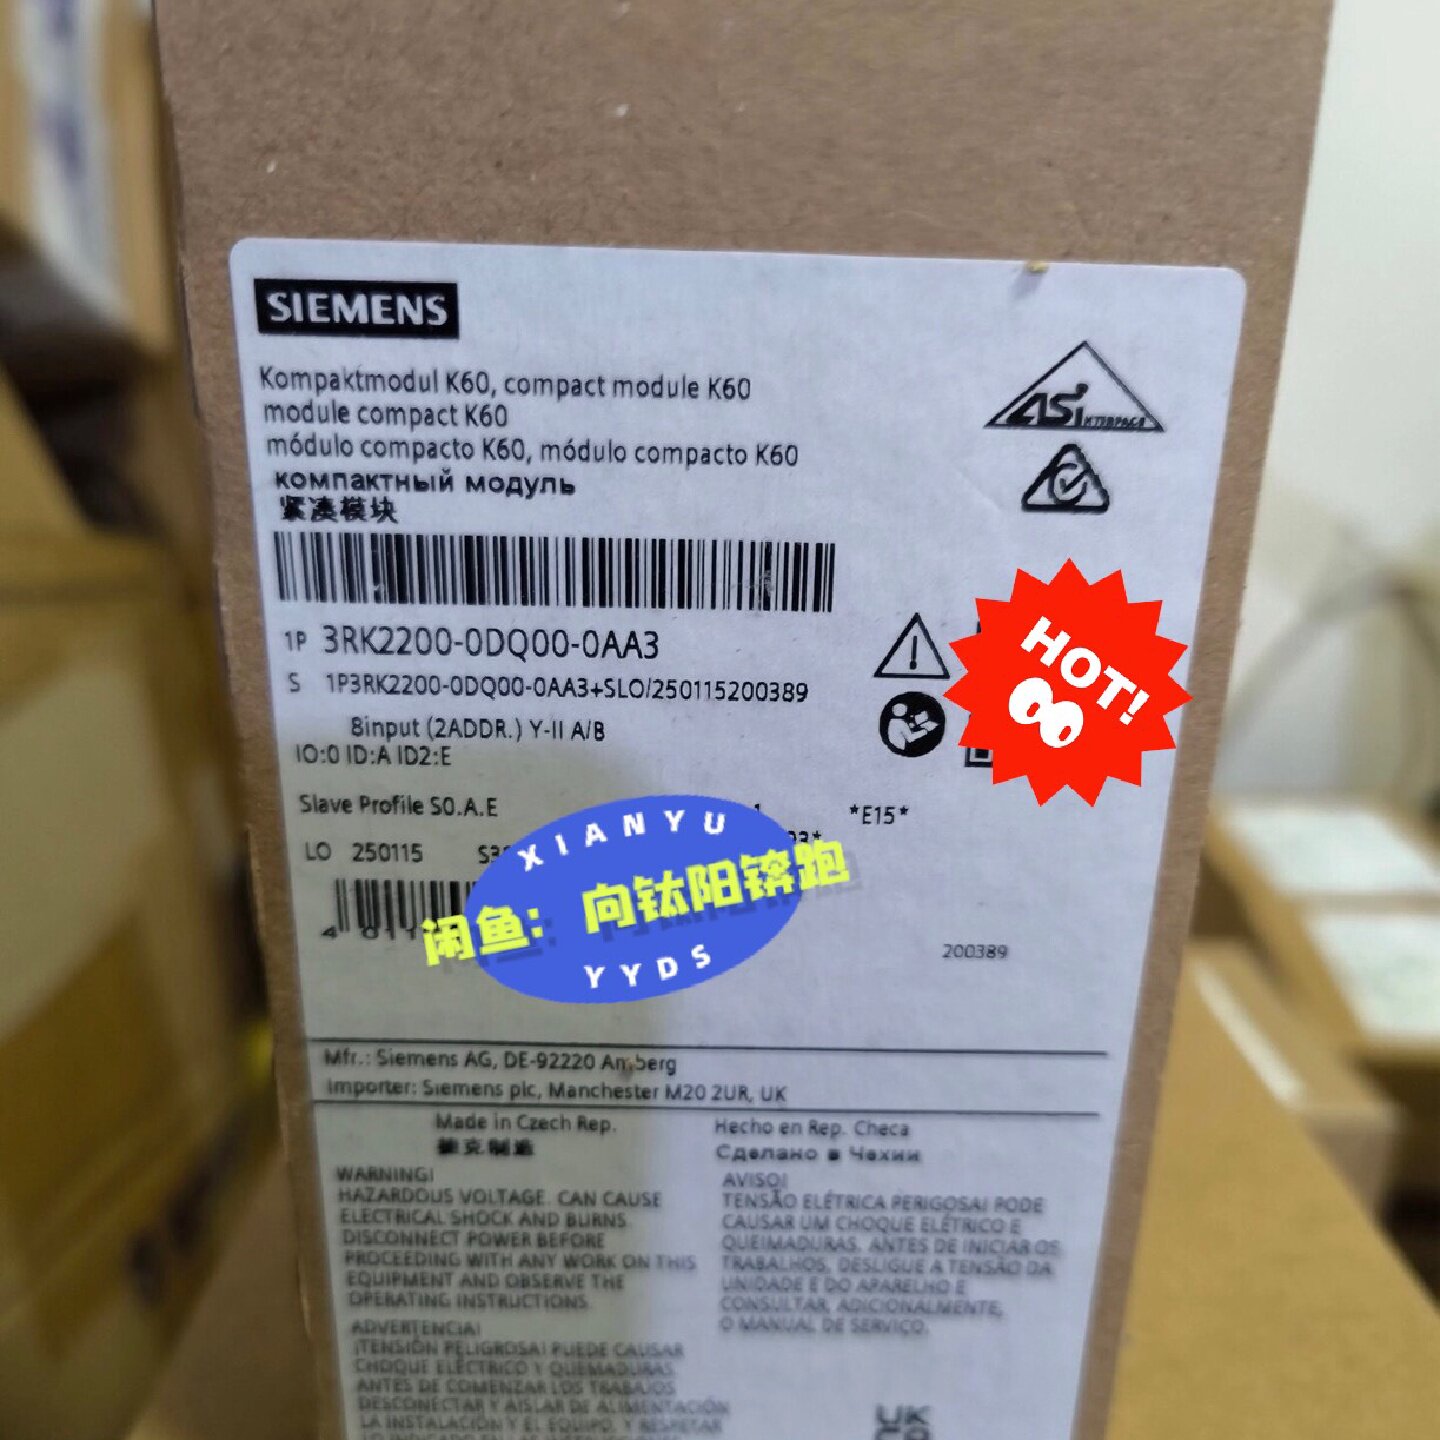 SIEMENS
Kompaktmodul K60, compact module K60
module compact K60
módulo compacto K60, módulo compacto K60
компактный модуль
紧凑模块
ASi
INTERFACE
1P 3RK2200-0DQ00-0AA3
S 1P3RK2200-0DQ00-0AA3+SLO/250115200389
8input (2ADDR.) Y-II A/B
IO:0 ID:A ID2:E
HOT!
Slave Profile S0.A.E
*E15*
LO 250115
XIANYU
闲鱼：向钛阳锛跑
YYDS
200389
Mfr.: Siemens AG, DE-92220 Amberg
Importer: Siemens plc, Manchester M20 2UR, UK
Made in Czech Rep.
Hecho en Rep. Checa
捷克制造
Сделано в Чехии
WARNING!
HAZARDOUS VOLTAGE. CAN CAUSE
ELECTRICAL SHOCK AND BURNS.
DISCONNECT POWER BEFORE
PROCEEDING WITH ANY WORK ON THIS
EQUIPMENT AND OBSERVE THE
OPERATING INSTRUCTIONS.
AVISO!
TENSÃO ELÉTRICA PERIGOSA! PODE
CAUSAR UM CHOQUE ELÉTRICO E
QUEIMADURAS. ANTES DE INICIAR OS
TRABALHOS, DESLIGUE A TENSÃO DA
UNIDADE E DO APARELHO E
CONSULTAR, ADICIONALMENTE,
O MANUAL DE SERVIÇO.
ADVERTENCIA!
¡TENSIÓN PELIGROSA! PUEDE CAUSAR
CHOQUE ELÉCTRICO Y QUEMADURAS.
ANTES DE COMENZAR LOS TRABAJOS
DESCONECTAR Y AISLAR DE ALIMENTACIÓN
LA INSTALACIÓN Y EL EQUIPO, Y RESPETAR
UK